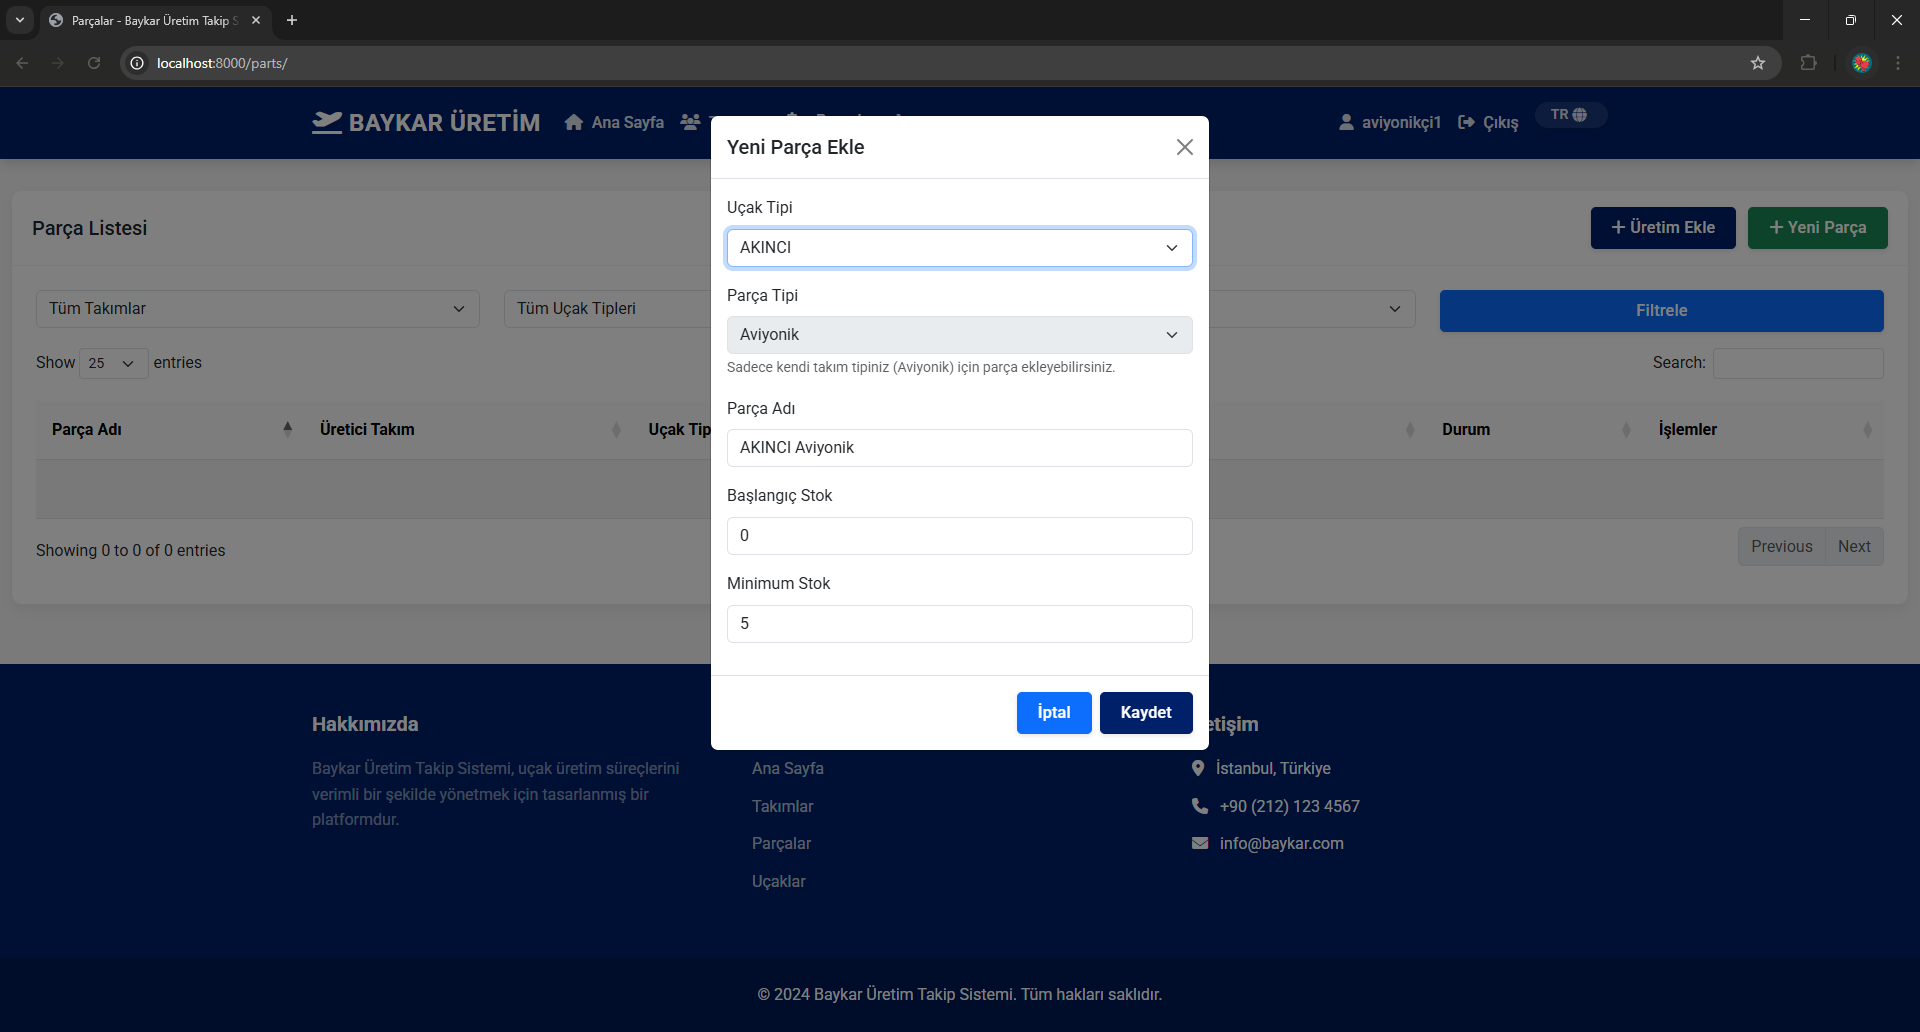 Parçalar - Baykar Üretim Takip S
localhost:8000/parts/
BAYKAR ÜRETİM
Ana Sayfa
aviyonikçi1
Çıkış
TR
Yeni Parça Ekle
Parça Listesi
Üretim Ekle
Yeni Parça
Uçak Tipi
AKINCI
Tüm Takımlar
Tüm Uçak Tipleri
Filtrele
Parça Tipi
Aviyonik
Sadece kendi takım tipiniz (Aviyonik) için parça ekleyebilirsiniz.
Show 25 entries
Search:
Parça Adı
Üretici Takım
Uçak Tip
Durum
İşlemler
Parça Adı
AKINCI Aviyonik
Başlangıç Stok
0
Showing 0 to 0 of 0 entries
Previous
Next
Minimum Stok
5
İptal
Kaydet
Hakkımızda
Baykar Üretim Takip Sistemi, uçak üretim süreçlerini
verimli bir şekilde yönetmek için tasarlanmış bir
platformdur.
Ana Sayfa
Takımlar
Parçalar
Uçaklar
etişim
İstanbul, Türkiye
+90 (212) 123 4567
info@baykar.com
© 2024 Baykar Üretim Takip Sistemi. Tüm hakları saklıdır.